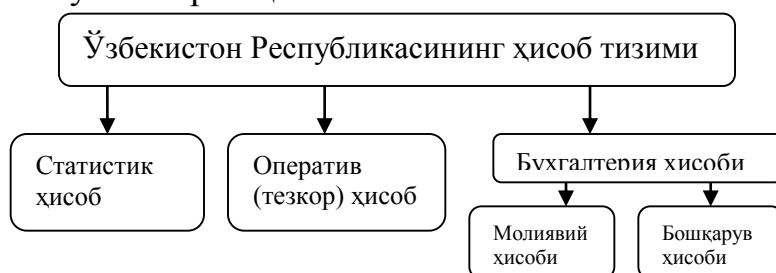 Ўзбекистон Республикасининг ҳисоб тизими
Статистик
ҳисоб
Оператив
(тезкор) ҳисоб
Бухгалтерия ҳисоби
Молиявий
ҳисоби
Бошқарув
ҳисоби